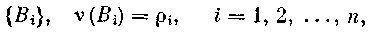 {B_i}, ν(B_i) = ρ_i, i = 1, 2, ..., n,